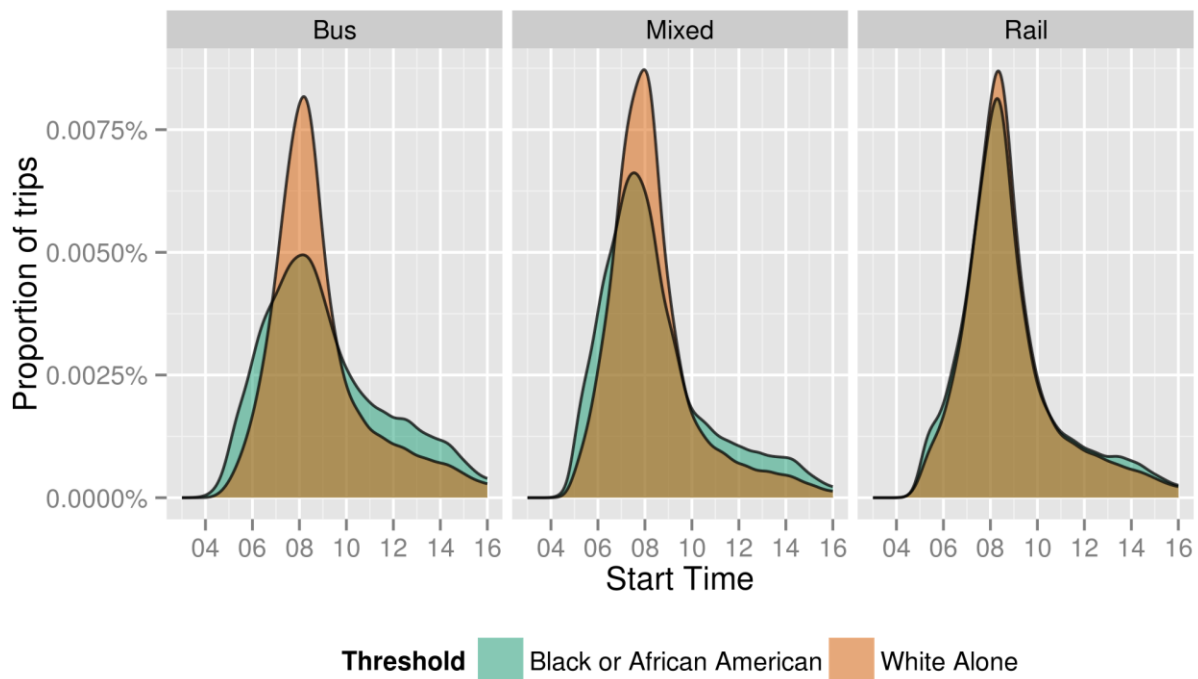 Bus Mixed Rail
Proportion of trips
0.0075%
0.0050%
0.0025%
0.0000%
04 06 08 10 12 14 16 04 06 08 10 12 14 16 04 06 08 10 12 14 16
Start Time
Threshold Black or African American White Alone